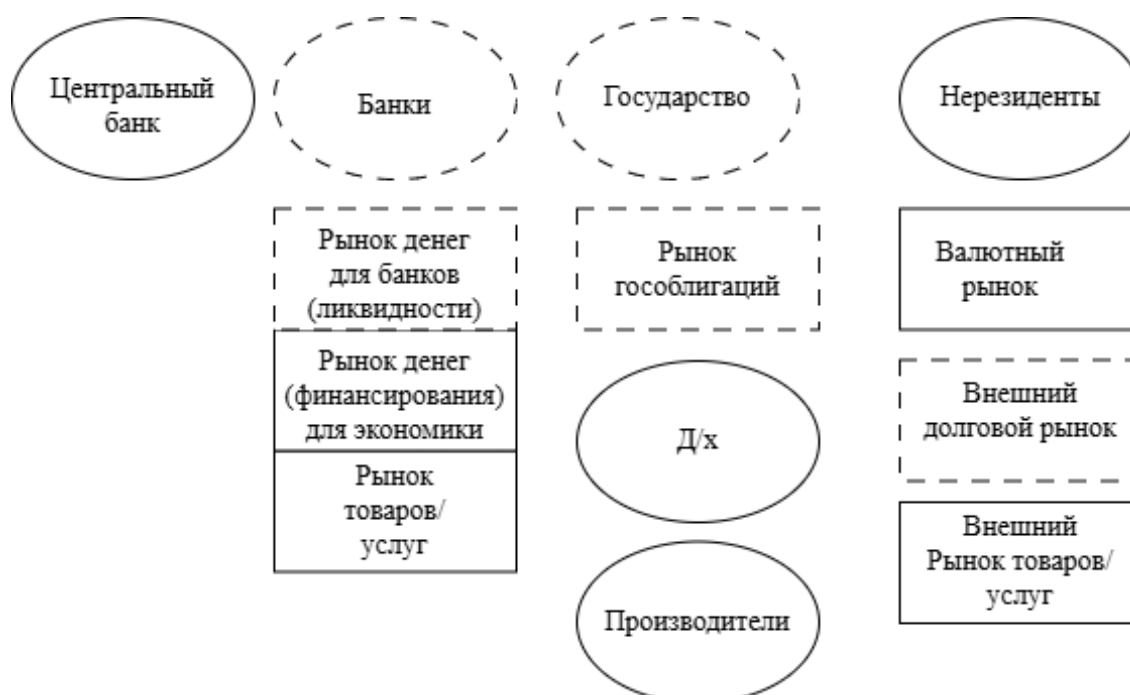 Центральный
банк
Банки
Государство
Нерезиденты
Рынок денег
для банков
(ликвидности)
Рынок
гособлигаций
Валютный
рынок
Рынок денег
(финансирования)
для экономики
Д/х
Внешний
долговой рынок
Рынок
товаров/
услуг
Внешний
Рынок товаров/
услуг
Производители